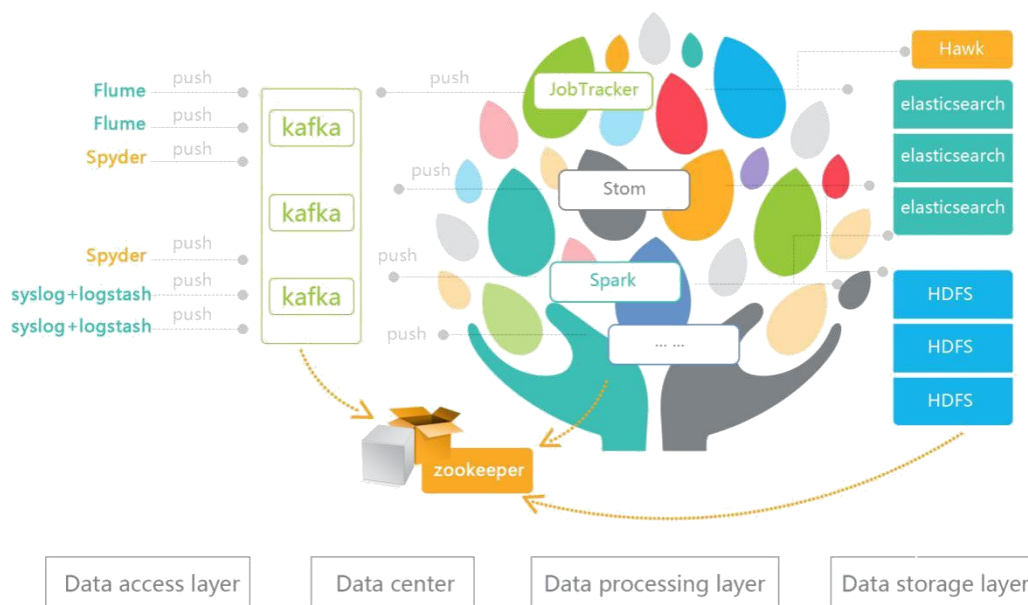 Flume
push
Flume
push
Spyder
push
Spyder
push
syslog+logstash
push
syslog+logstash
push
kafka
kafka
kafka
push
JobTracker
push
Stom
push
Spark
push
... ...
zookeeper
Hawk
elasticsearch
elasticsearch
elasticsearch
HDFS
HDFS
HDFS
Data access layer
Data center
Data processing layer
Data storage layer